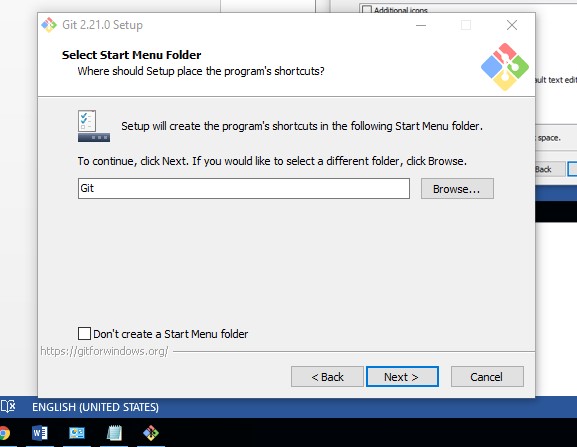 Git 2.21.0 Setup
Additional icons
Select Start Menu Folder
Where should Setup place the program's shortcuts?
Setup will create the program's shortcuts in the following Start Menu folder.
To continue, click Next. If you would like to select a different folder, click Browse.
Git
Browse...
text edit
space.
Back
Don't create a Start Menu folder
https://gitforwindows.org/
< Back
Next >
Cancel
ENGLISH (UNITED STATES)